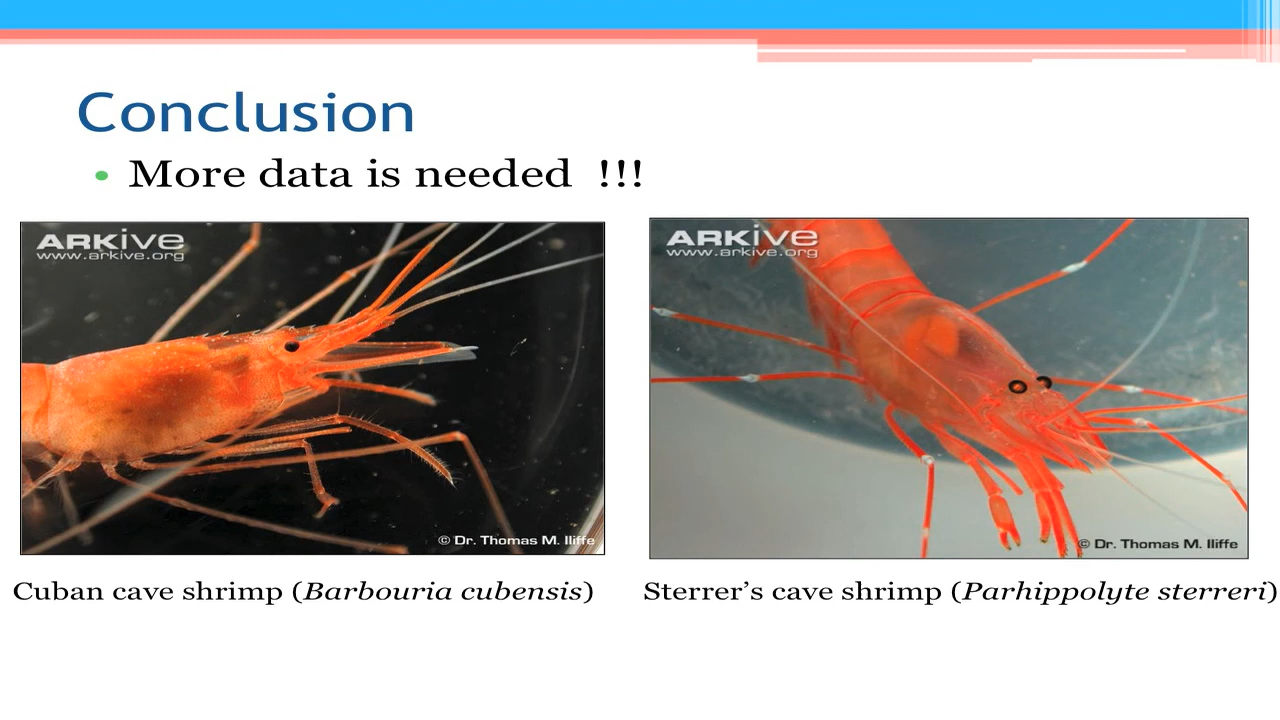 Conclusion
• More data is needed !!!
ARKive
www.arkive.org
© Dr. Thomas M. Iliffe
ARKive
www.arkive.org
© Dr. Thomas M. Iliffe
Cuban cave shrimp (Barbouria cubensis)
Sterrer’s cave shrimp (Parhippolyte sterreri)